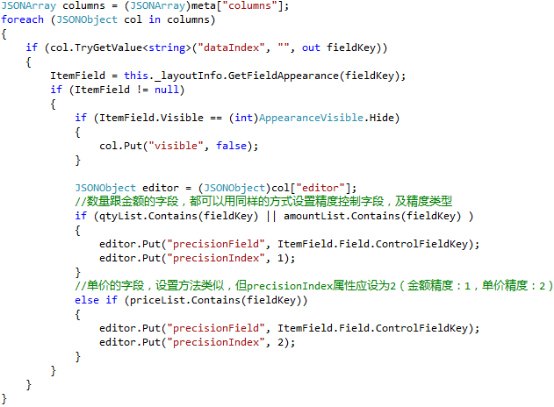 JSONArray columns = (JSONArray)meta["columns"];
foreach (JSONObject col in columns)
{
    if (col.TryGetValue<string>("dataIndex", "", out fieldKey))
    {
        ItemField = this._layoutInfo.GetFieldAppearance(fieldKey);
        if (ItemField != null)
        {
            if (ItemField.Visible == (int)AppearanceVisible.Hide)
            {
                col.Put("visible", false);
            }

            JSONObject editor = (JSONObject)col["editor"];
            //数量跟金额的字段，都可以用同样的方式设置精度控制字段，及精度类型
            if (qtyList.Contains(fieldKey) || amountList.Contains(fieldKey) )
            {
                editor.Put("precisionField", ItemField.Field.ControlFieldKey);
                editor.Put("precisionIndex", 1);
            }
            //单价的字段，设置方法类似，但precisionIndex属性应设为2（金额精度：1，单价精度：2）
            else if (priceList.Contains(fieldKey))
            {
                editor.Put("precisionField", ItemField.Field.ControlFieldKey);
                editor.Put("precisionIndex", 2);
            }
        }
    }
}